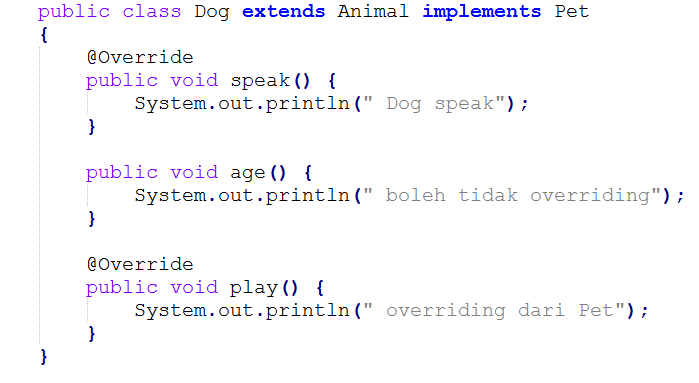 public class Dog extends Animal implements Pet
{
    @Override
    public void speak() {
        System.out.println(" Dog speak");
    }

    public void age() {
        System.out.println(" boleh tidak overriding");
    }

    @Override
    public void play() {
        System.out.println(" overriding dari Pet");
    }
}